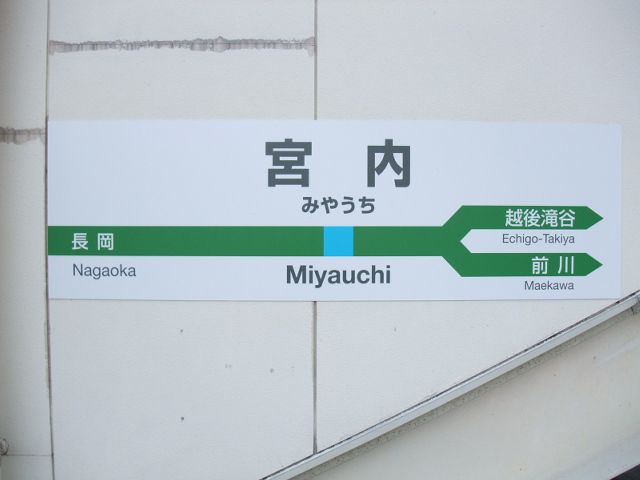 宮内
みやうち
長岡
Nagaoka
Miyauchi
越後滝谷
Echigo-Takiya
前川
Maekawa